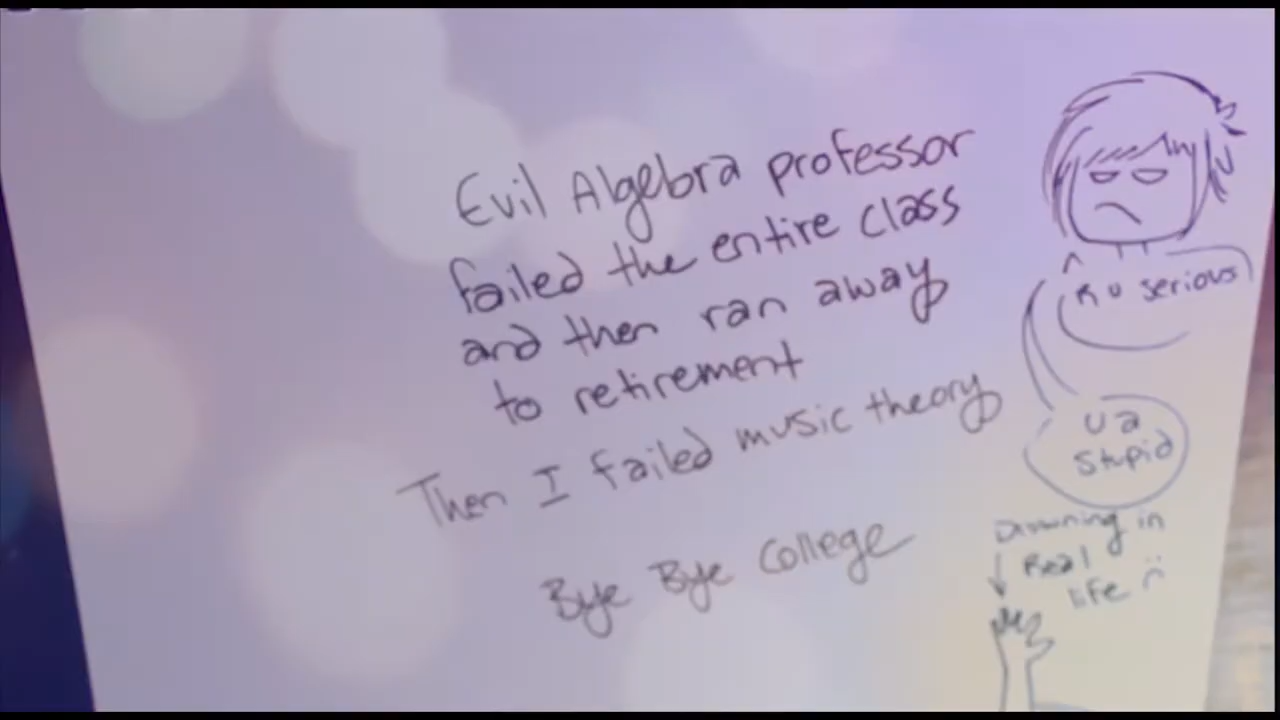 Evil Algebra professor
failed the entire class
and then ran away
to retirement
Then I failed music theory
Bye Bye College
R U serious
U a
stupid
Drowning in
Real
life :(